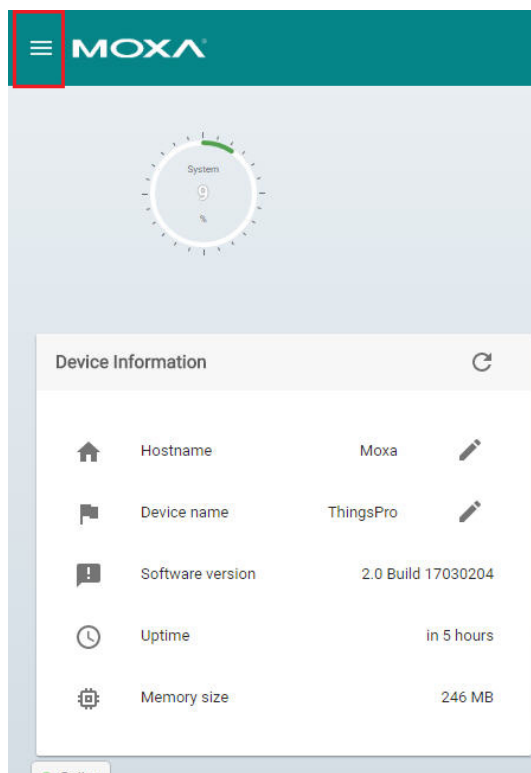 MOXA
System
9
%
Device Information
Hostname Moxa
Device name ThingsPro
Software version 2.0 Build 17030204
Uptime in 5 hours
Memory size 246 MB